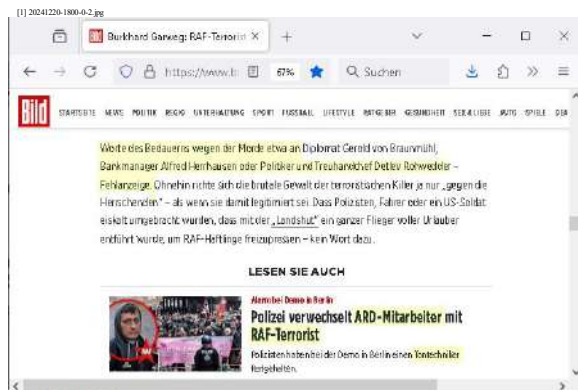 [1] 20241220-1800-0-2.jpg
Bild Burkhard Garweg: RAF-Terrorist
https://www.b
67%
Suchen
Bild STARTSEITE NEWS POLITIK REGIO UNTERHALTUNG SPORT FUSSBALL LIFESTYLE RATGEBER GESUNDHEIT SEX & LIEBE AUTO SPIELE DEA
Worte des Bedauerns wegen der Morde etwa an Diplomat Gerold von Braunmühl,
Bankmanager Alfred Herrhausen oder Politiker und Treuhandchef Detlev Rohwedder –
Fehlanzeige. Ohnehin richte sich die brutale Gewalt der terroristischen Killer ja nur „gegen die
Herrschenden“ – als wenn sie damit legitimiert sei. Dass Polizisten, Fahrer oder ein US-Soldat
eiskalt umgebracht wurden, dass mit der „Landshut“ ein ganzer Flieger voller Urlauber
entführt wurde, um RAF-Häftlinge freizupressen – kein Wort dazu.
LESEN SIE AUCH
Alarm bei Demo in Berlin
Polizei verwechselt ARD-Mitarbeiter mit
RAF-Terrorist
Polizisten haben bei der Demo in Berlin einen Tontechniker
festgehalten.